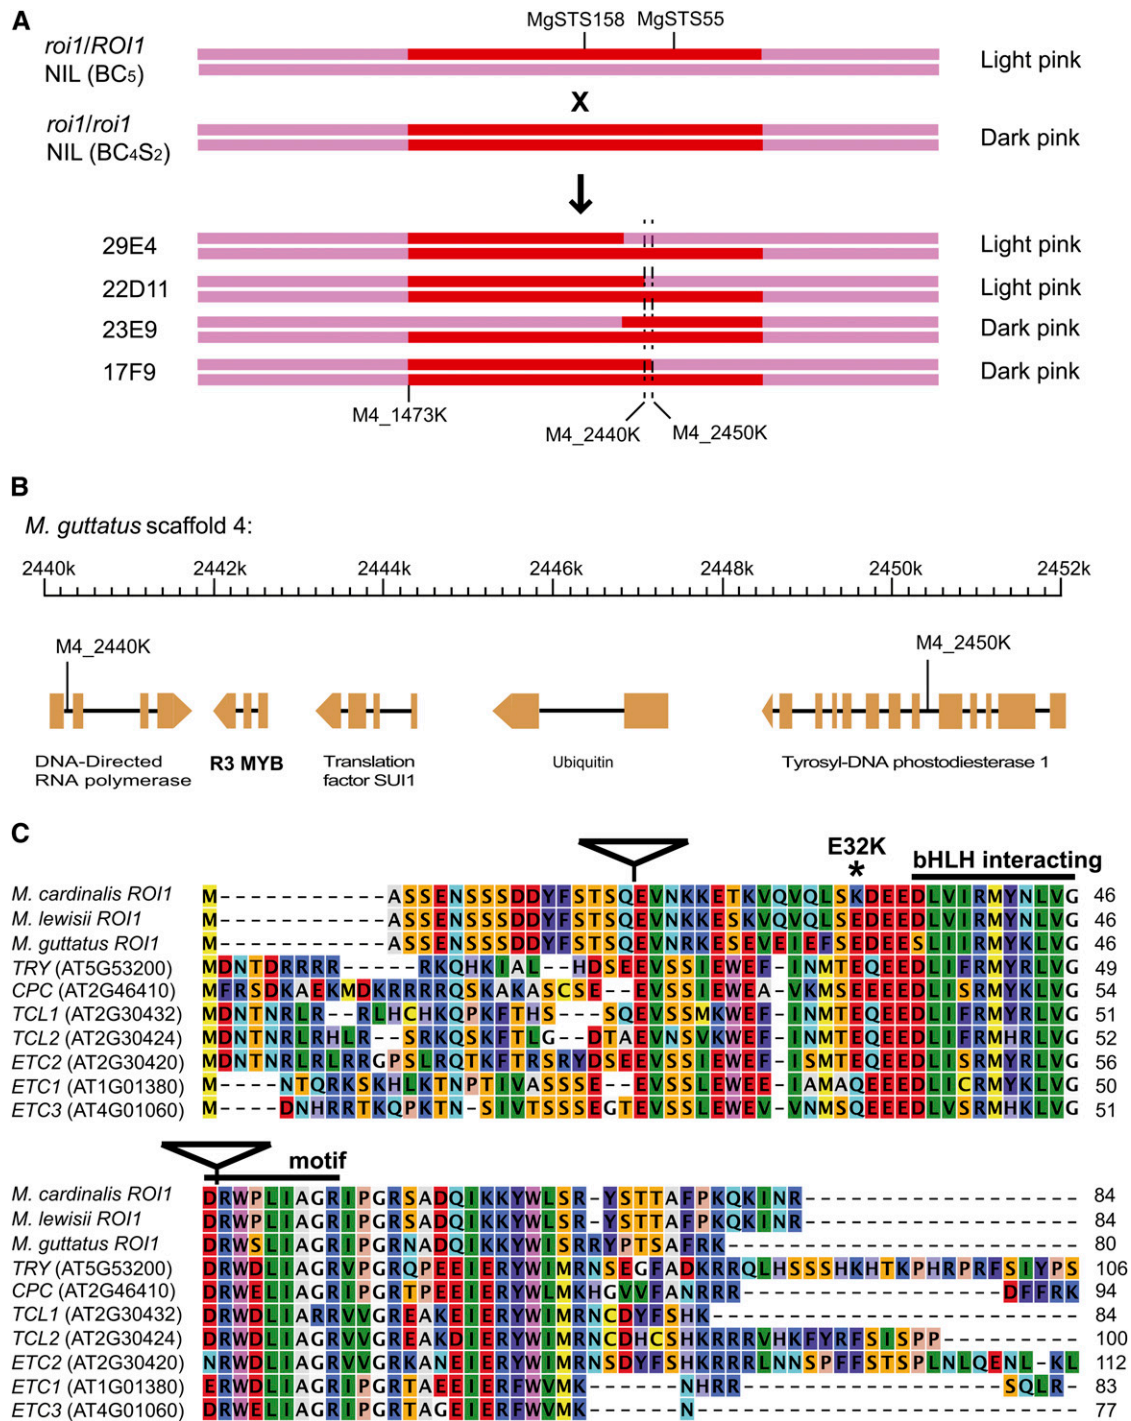 A
MgSTS158 MgSTS55
roi1/ROI1
NIL (BC5)
Light pink
X
roi1/roi1
NIL (BC4S2)
Dark pink
29E4 Light pink
22D11 Light pink
23E9 Dark pink
17F9 Dark pink
M4_1473K
M4_2440K M4_2450K
B
M. guttatus scaffold 4:
2440k 2442k 2444k 2446k 2448k 2450k 2452k
M4_2440K M4_2450K
DNA-Directed
RNA polymerase
R3 MYB
Translation
factor SUI1
Ubiquitin
Tyrosyl-DNA phostodiesterase 1
C
E32K
* bHLH interacting
M. cardinalis ROI1 M-----------ASSENSSSDDYFSTSQEVNKKETKVQVQLSKDEEDLVIRMYNLVG 46
M. lewisii ROI1 M-----------ASSENSSSDDYFSTSQEVNKKETKVQVQLSEDEEDLVIRMYNLVG 46
M. guttatus ROI1 M-----------ASSENSSSDDYFSTSQEVNRKESEVEIEFSEDEESLIIRMYKLVG 46
TRY (AT5G53200) MDNTDRRRR-----RKQHKIAL--HDSEEVSSIEWEF-INMTEQEEDLIFRMYRLVG 49
CPC (AT2G46410) MFRSDKAEKMDKRRRRQSKAKASCSE--EVSSIEWEA-VKMSEEEEDLISRMYKLVG 54
TCL1 (AT2G30432) MDNTNRLR--RLHCHKQPKFTHS---SQEVSSMKWEF-INMTEQEEDLIFRMYRLVG 51
TCL2 (AT2G30424) MDNTNRLRHLR--SRKQSKFTLG--DTAEVNSVKWEF-INMTEQEEDLIFRMHRLVG 52
ETC2 (AT2G30420) MDNTNRLRLRRGPSLRQTKFTRSRYDSEEVSSIEWEF-ISMTEQEEDLISRMYRLVG 56
ETC1 (AT1G01380) M----NTQRKSKHLKTNPTIVASSSE--EVSSLEWEE-IAMAQEEEDLICRMYKLVG 50
ETC3 (AT4G01060) M----DNHRRTKQPKTN-SIVTSSSEGTEVSSLEWEV-VNMSQEEEDLVSRMHKLVG 51
motif
M. cardinalis ROI1 DRWPLIAGRIPGRSADQIKKYWLSR-YSTTAFPKQKINR------------------ 84
M. lewisii ROI1 DRWPLIAGRIPGRSADQIKKYWLSR-YSTTAFPKQKINR------------------ 84
M. guttatus ROI1 DRWSLIAGRIPGRNADQIKKYWISRRYPTSAFRK----------------------- 80
TRY (AT5G53200) DRWDLIAGRVPGRQPEEIERYWIMRNSEGFADKRRQLHSSSHKHTKPHRPRFSIYPS 106
CPC (AT2G46410) DRWELIAGRIPGRTPEEIERYWLMKHGVVFANRRR-----------------DFFRK 94
TCL1 (AT2G30432) DRWDLIARRVVGREAKEIERYWIMRNCDYFSHK------------------------ 84
TCL2 (AT2G30424) DRWDLIARRVVGREAKDIERYWIMRNCDHCSHKRRRVHKFYRFSISPP--------- 100
ETC2 (AT2G30420) NRWDLIAGRVVGRKANEIERYWIMRNSDYFSHKRRRLNNSPFFSTSPLNLQENL-KL 112
ETC1 (AT1G01380) ERWDLIAGRIPGRTAEEIERFWVMK------NHRR-----------------SQLR- 83
ETC3 (AT4G01060) DRWELIAGRIPGRTAGEIERFWVMK------N------------------------- 77